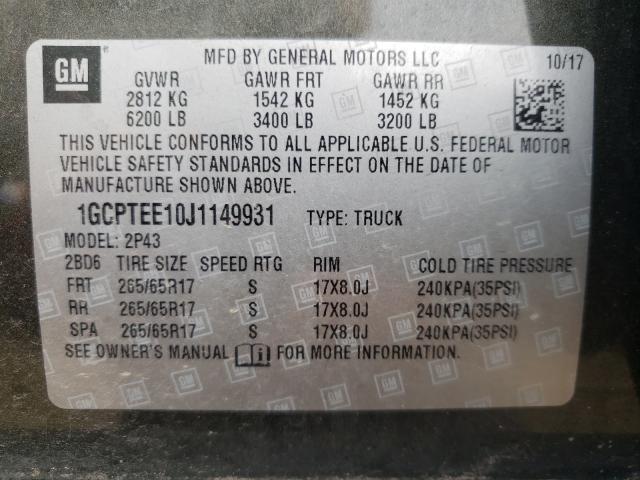 GM
MFD BY GENERAL MOTORS LLC 10/17
GVWR GAWR FRT GAWR RR
2812 KG 1542 KG 1452 KG
6200 LB 3400 LB 3200 LB
THIS VEHICLE CONFORMS TO ALL APPLICABLE U.S. FEDERAL MOTOR
VEHICLE SAFETY STANDARDS IN EFFECT ON THE DATE OF
MANUFACTURE SHOWN ABOVE.
1GCPTEE10J1149931 TYPE: TRUCK
MODEL: 2P43
2BD6 TIRE SIZE SPEED RTG RIM COLD TIRE PRESSURE
FRT 265/65R17 S 17X8.0J 240KPA(35PSI)
RR 265/65R17 S 17X8.0J 240KPA(35PSI)
SPA 265/65R17 S 17X8.0J 240KPA(35PSI)
SEE OWNER'S MANUAL FOR MORE INFORMATION.